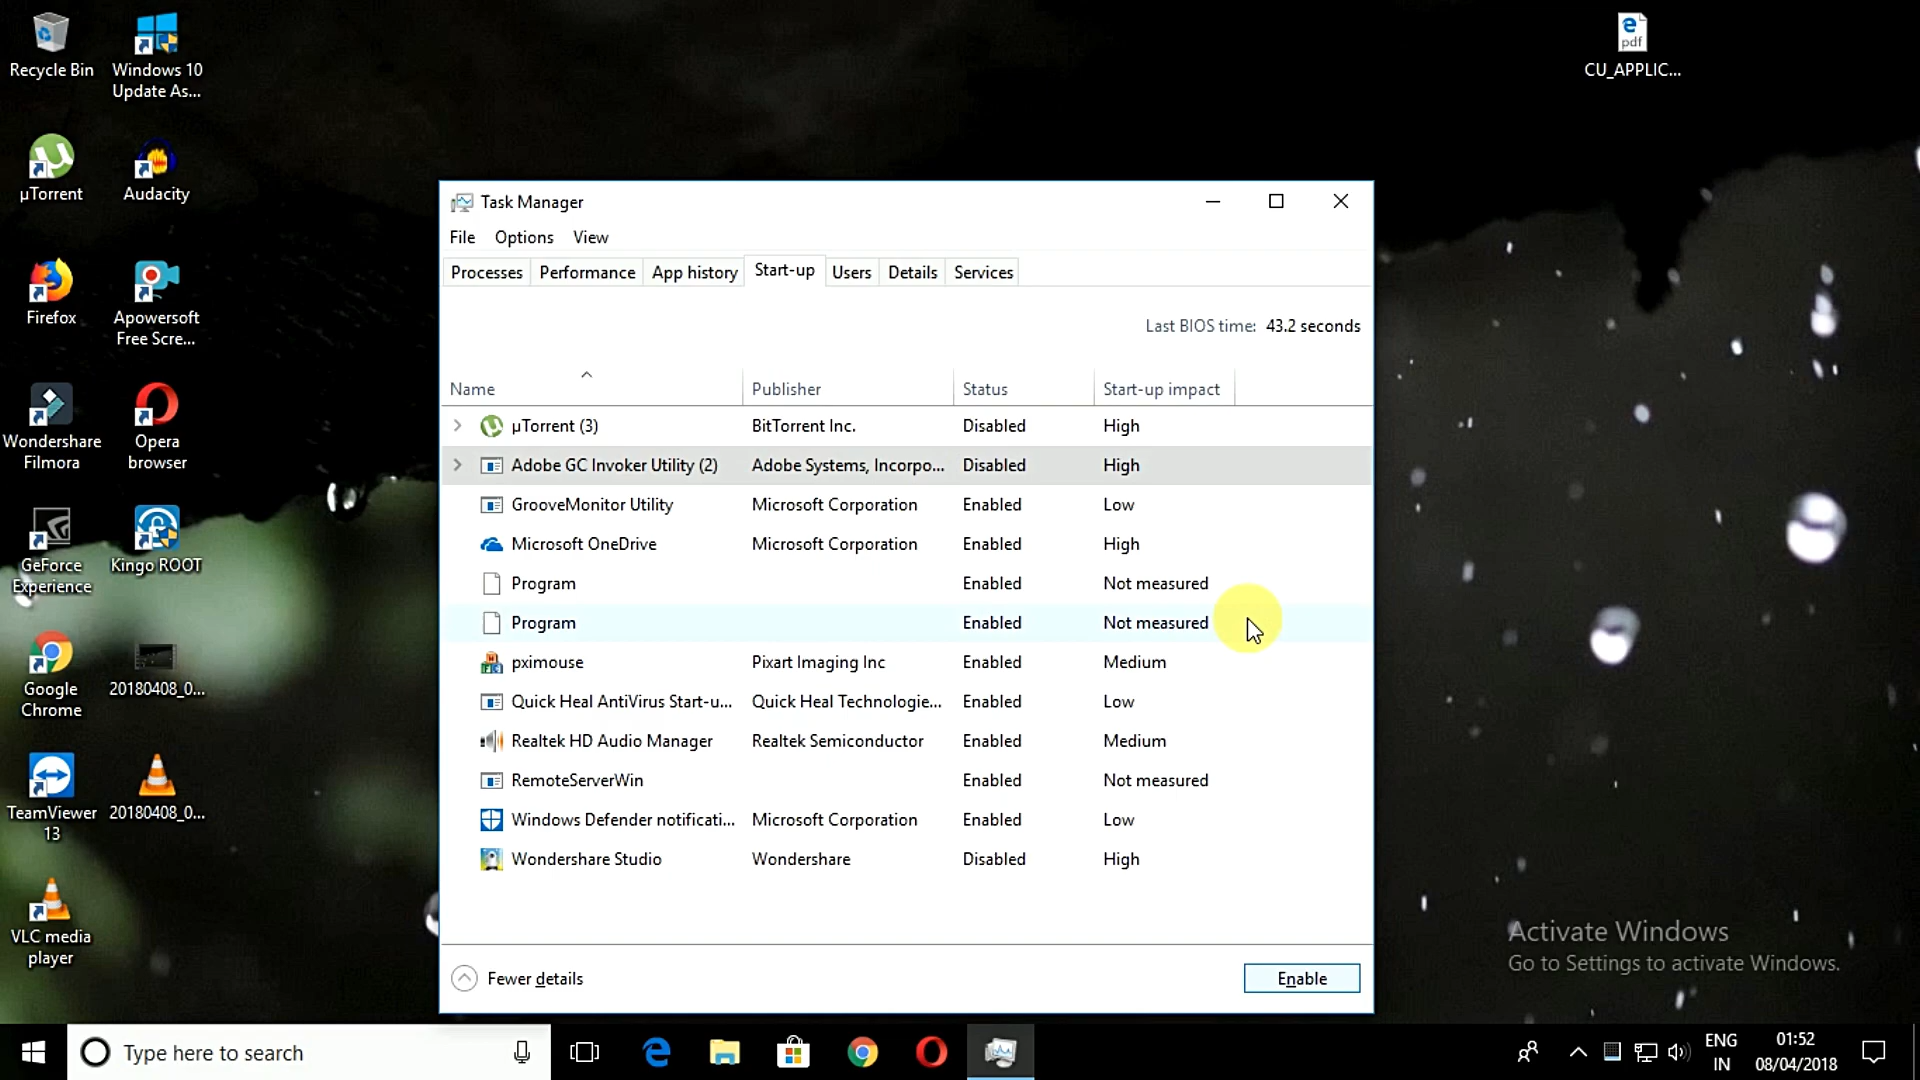 Recycle Bin
Windows 10
Update As...
CU_APPLIC...
pdf
µTorrent
Audacity
Firefox
Apowersoft
Free Scre...
Wondershare
Filmora
Opera
browser
GeForce
Experience
Kingo ROOT
Google
Chrome
20180408_0...
TeamViewer
13
20180408_0...
VLC media
player
Task Manager
File Options View
Processes Performance App history Start-up Users Details Services
Last BIOS time: 43.2 seconds
Name Publisher Status Start-up impact
µTorrent (3) BitTorrent Inc. Disabled High
Adobe GC Invoker Utility (2) Adobe Systems, Incorpo... Disabled High
GrooveMonitor Utility Microsoft Corporation Enabled Low
Microsoft OneDrive Microsoft Corporation Enabled High
Program Enabled Not measured
Program Enabled Not measured
pximouse Pixart Imaging Inc Enabled Medium
Quick Heal AntiVirus Start-u... Quick Heal Technologie... Enabled Low
Realtek HD Audio Manager Realtek Semiconductor Enabled Medium
RemoteServerWin Enabled Not measured
Windows Defender notificati... Microsoft Corporation Enabled Low
Wondershare Studio Wondershare Disabled High
Fewer details
Enable
Activate Windows
Go to Settings to activate Windows.
Type here to search
ENG
IN
01:52
08/04/2018